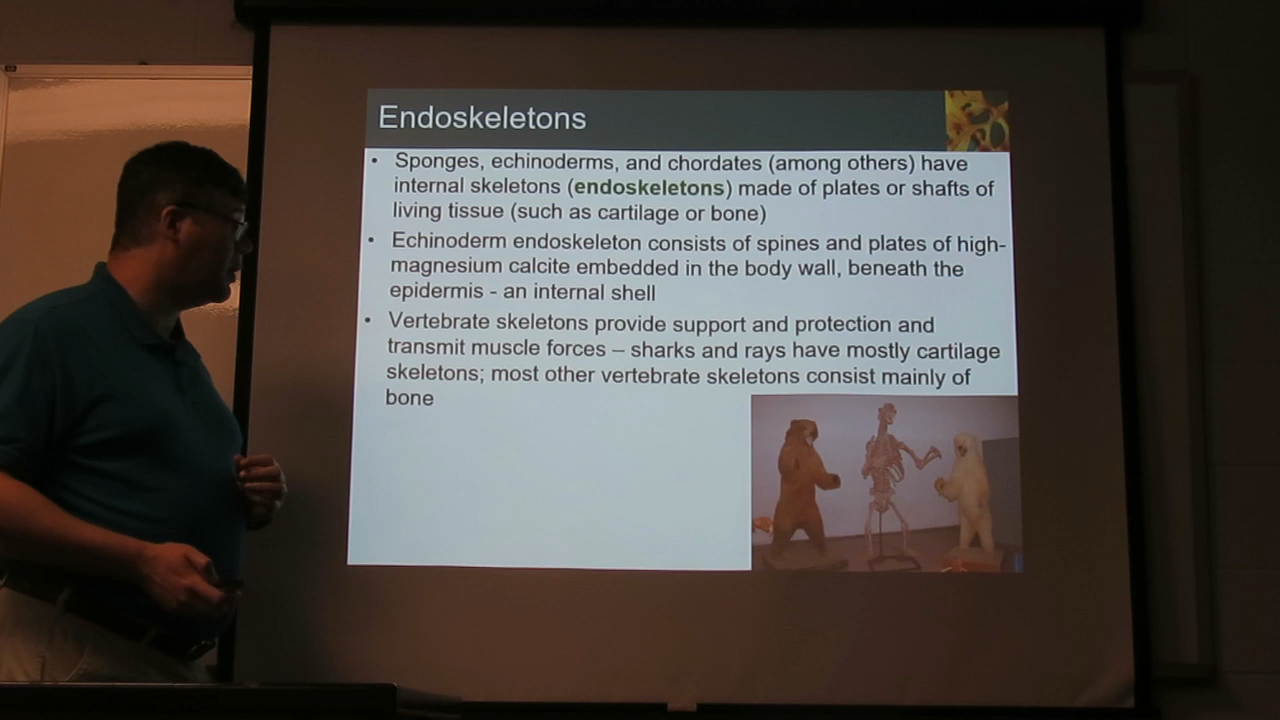 Endoskeletons
• Sponges, echinoderms, and chordates (among others) have
internal skeletons (endoskeletons) made of plates or shafts of
living tissue (such as cartilage or bone)
• Echinoderm endoskeleton consists of spines and plates of high-
magnesium calcite embedded in the body wall, beneath the
epidermis - an internal shell
• Vertebrate skeletons provide support and protection and
transmit muscle forces – sharks and rays have mostly cartilage
skeletons; most other vertebrate skeletons consist mainly of
bone